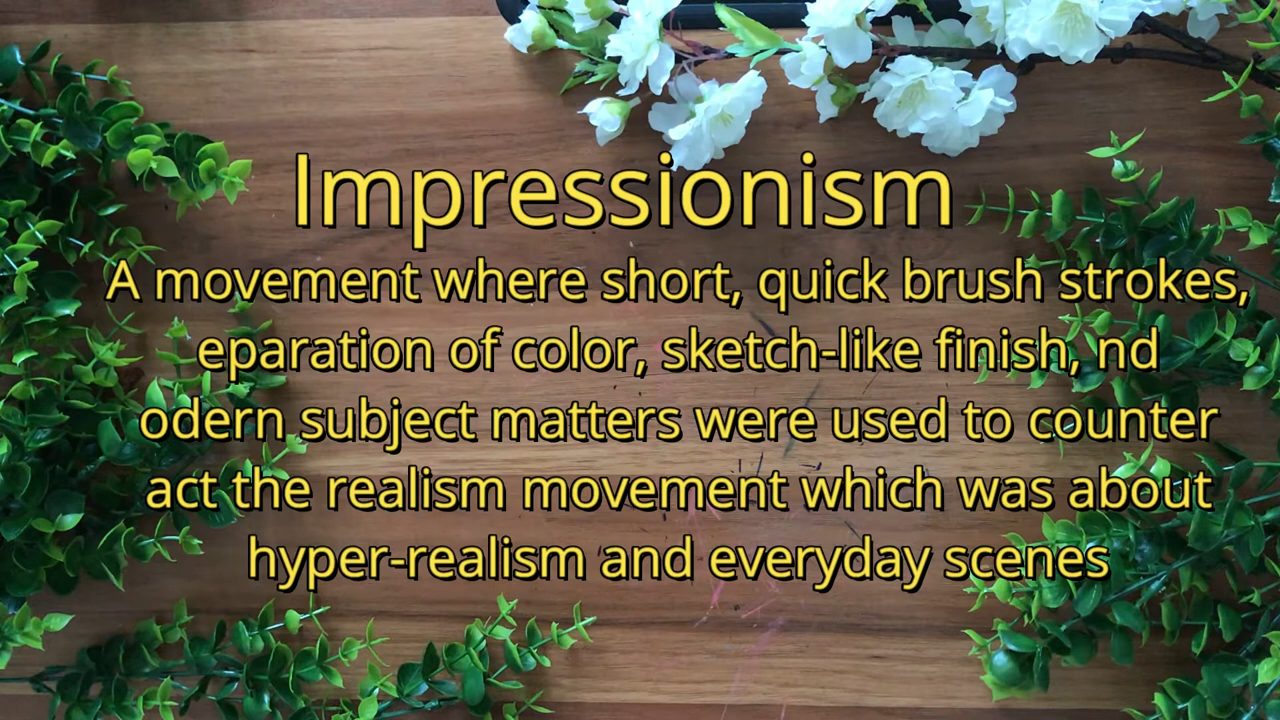 Impressionism
A movement where short, quick brush strokes,
eparation of color, sketch-like finish, nd
odern subject matters were used to counter
act the realism movement which was about
hyper-realism and everyday scenes